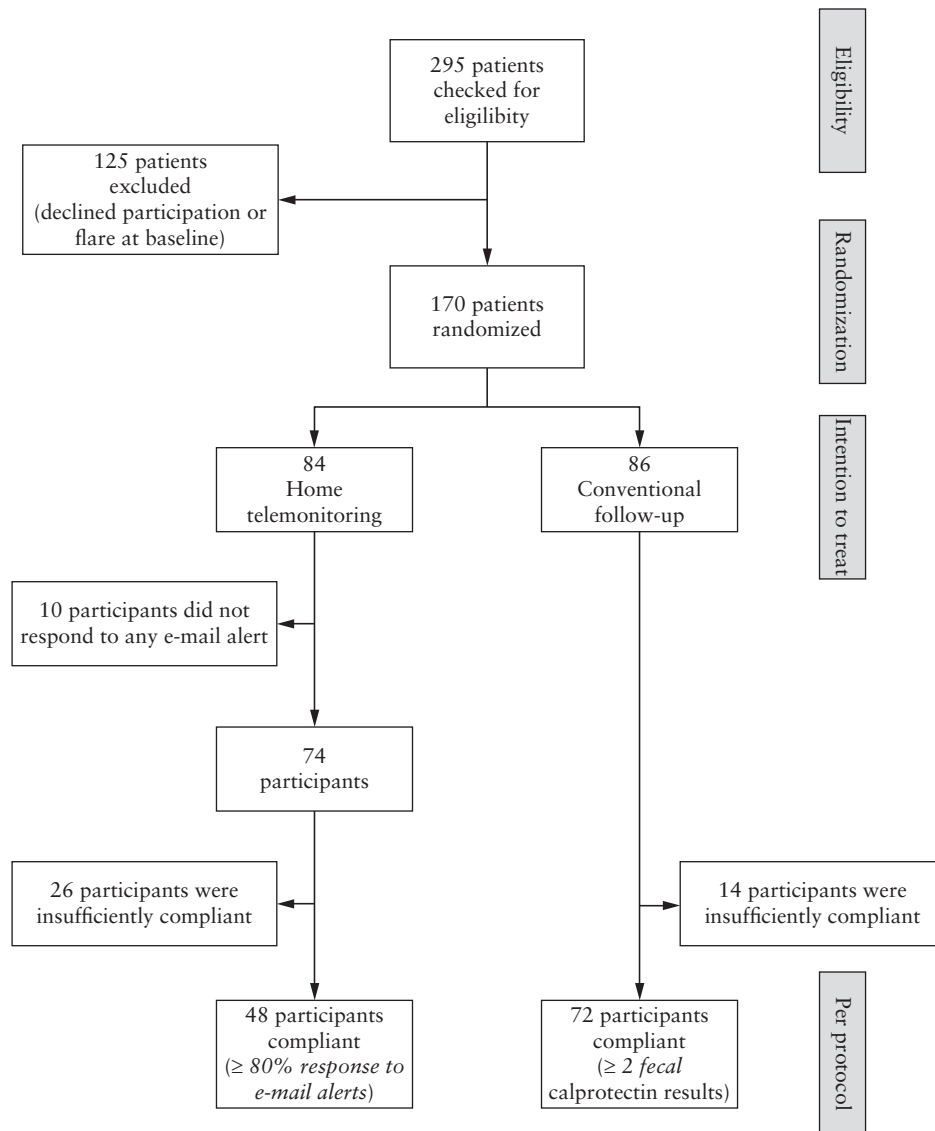 295 patients
checked for
eligilibity
Eligibility
125 patients
excluded
(declined participation or
flare at baseline)
170 patients
randomized
Randomization
84
Home
telemonitoring
86
Conventional
follow-up
Intention to treat
10 participants did not
respond to any e-mail alert
74
participants
26 participants were
insufficiently compliant
14 participants were
insufficiently compliant
48 participants
compliant
(≥ 80% response to
e-mail alerts)
72 participants
compliant
(≥ 2 fecal
calprotectin results)
Per protocol